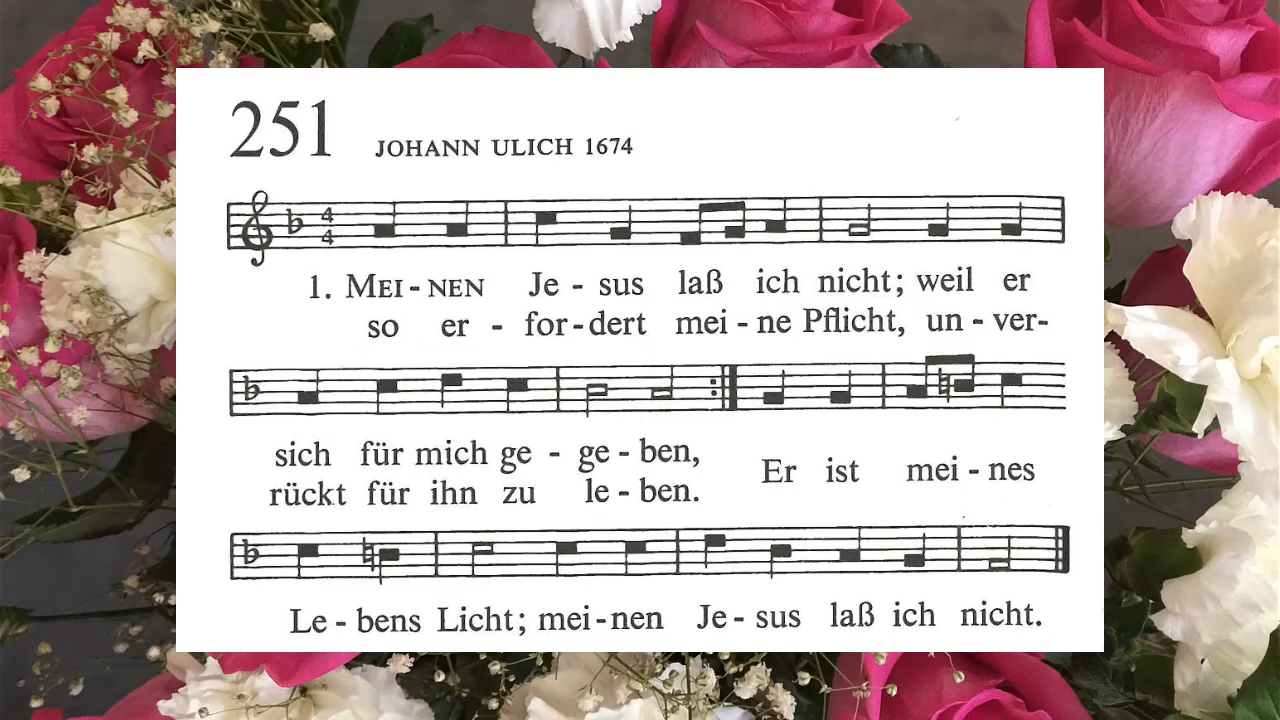 251
JOHANN ULICH 1674
4
4
1. MEI - NEN Je - sus laß ich nicht; weil er
so er - for - dert mei - ne Pflicht, un - ver-
sich für mich ge - ge - ben,
rückt für ihn zu le - ben.
Er ist mei - nes
Le - bens Licht; mei - nen Je - sus laß ich nicht.